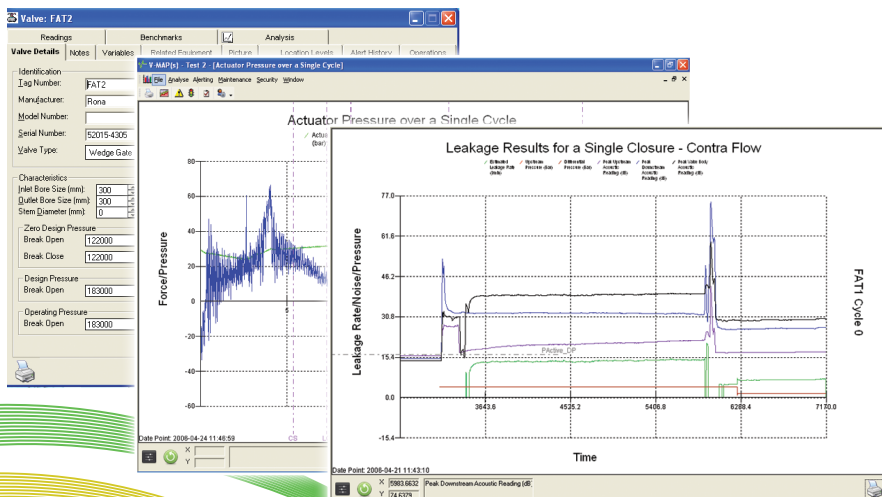 Valve: FAT2
Readings
Benchmarks
Analysis
Valve Details
Notes
Variables
Related Equipment
Picture
Location Levels
Alert History
Operations
Identification
Tag Number:
FAT2
Manufacturer:
Rona
Model Number:
Serial Number:
52015-4305
Valve Type:
Wedge Gate
Characteristics
Inlet Bore Size (mm):
300
Outlet Bore Size (mm):
300
Stem Diameter (mm):
0
Zero Design Pressure
Break Open
122000
Break Close
122000
Design Pressure
Break Open
183000
Operating Pressure
Break Open
183000
V-MAP(s) - Test 2 - [Actuator Pressure over a Single Cycle]
File Analyse Alerting Maintenance Security Window
Actuator Pressure over a Single Cycle
(bar)
Force/Pressure
80
60
40
20
0
-20
-40
-60
5
Date Point: 2006-04-24 11:46:59
CS
X
Y
Leakage Results for a Single Closure - Contra Flow
Estimated Leakage Rate
Upstream Pressure (bar)
Differential Pressure (bar)
Peak Upstream Acoustic Reading (dB)
Peak Downstream Acoustic Reading (dB)
Peak Valve Body Acoustic Reading (dB)
Leakage Rate/Noise/Pressure
77.0
61.6
46.2
30.8
15.4
0.0
-15.4
PActive_DP
3643.6
4525.2
5406.8
6288.4
7170.0
FAT1 Cycle 0
Time
Date Point: 2006-04-21 11:43:10
X 5983.6632
Peak Downstream Acoustic Reading (dB)
Y 74.6379